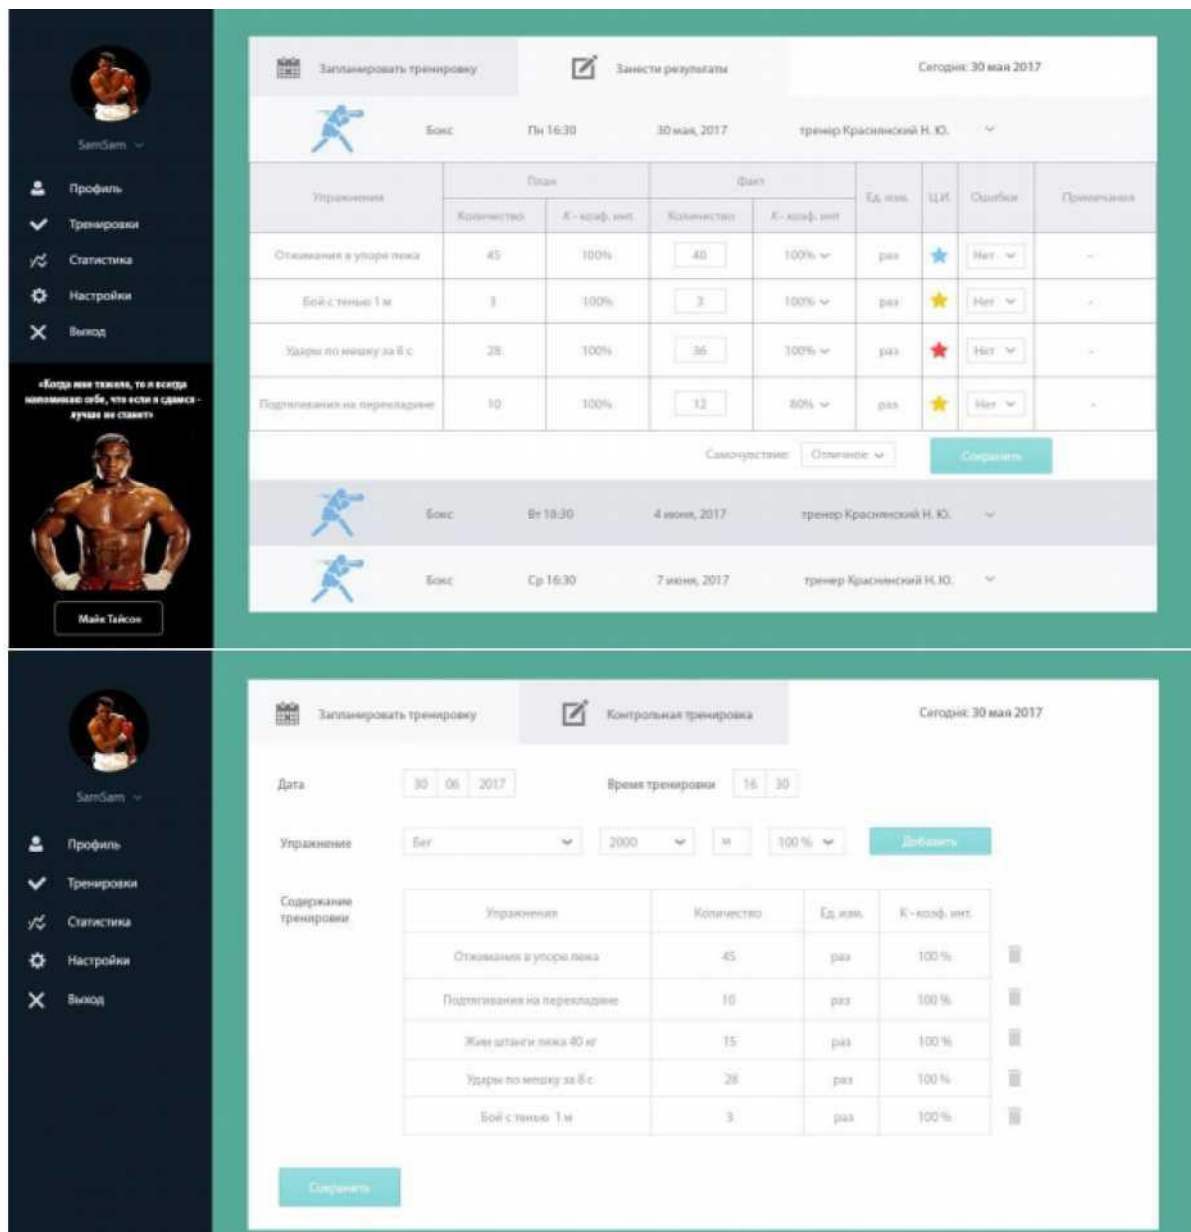 SamSam
Профиль
Тренировки
Статистика
Настройки
Выход
«Когда мне тяжело, то я всегда
напоминаю себе, что если я сдамся -
лучше не станет»
Майк Тайсон
Запланировать тренировку Занести результаты Сегодня: 30 мая 2017
Бокс Пн 16:30 30 мая, 2017 тренер Краснянский Н. Ю.
Упражнения План Факт Ед. изм. Ц.И. Ошибки Примечания
Количество К - коэф. инт. Количество К - коэф. инт
Отжимания в упоре лежа 45 100% 40 100% раз Нет -
Бой с тенью 1 м 3 100% 3 100% раз Нет -
Удары по мешку за 8 с 28 100% 36 100% раз Нет -
Подтягивания на перекладине 10 100% 12 80% раз Нет -
Самочувствие: Отличное Сохранить
Бокс Вт 16:30 4 июня, 2017 тренер Краснянский Н. Ю.
Бокс Ср 16:30 7 июня, 2017 тренер Краснянский Н. Ю.
SamSam
Профиль
Тренировки
Статистика
Настройки
Выход
Запланировать тренировку Контрольная тренировка Сегодня: 30 мая 2017
Дата 30 06 2017 Время тренировки 16 30
Упражнение Бег 2000 м 100 % Добавить
Содержание
тренировки
Упражнения Количество Ед. изм. К - коэф. инт.
Отжимания в упоре лежа 45 раз 100 %
Подтягивания на перекладине 10 раз 100 %
Жим штанги лежа 40 кг 15 раз 100 %
Удары по мешку за 8 с 28 раз 100 %
Бой с тенью 1 м 3 раз 100 %
Сохранить